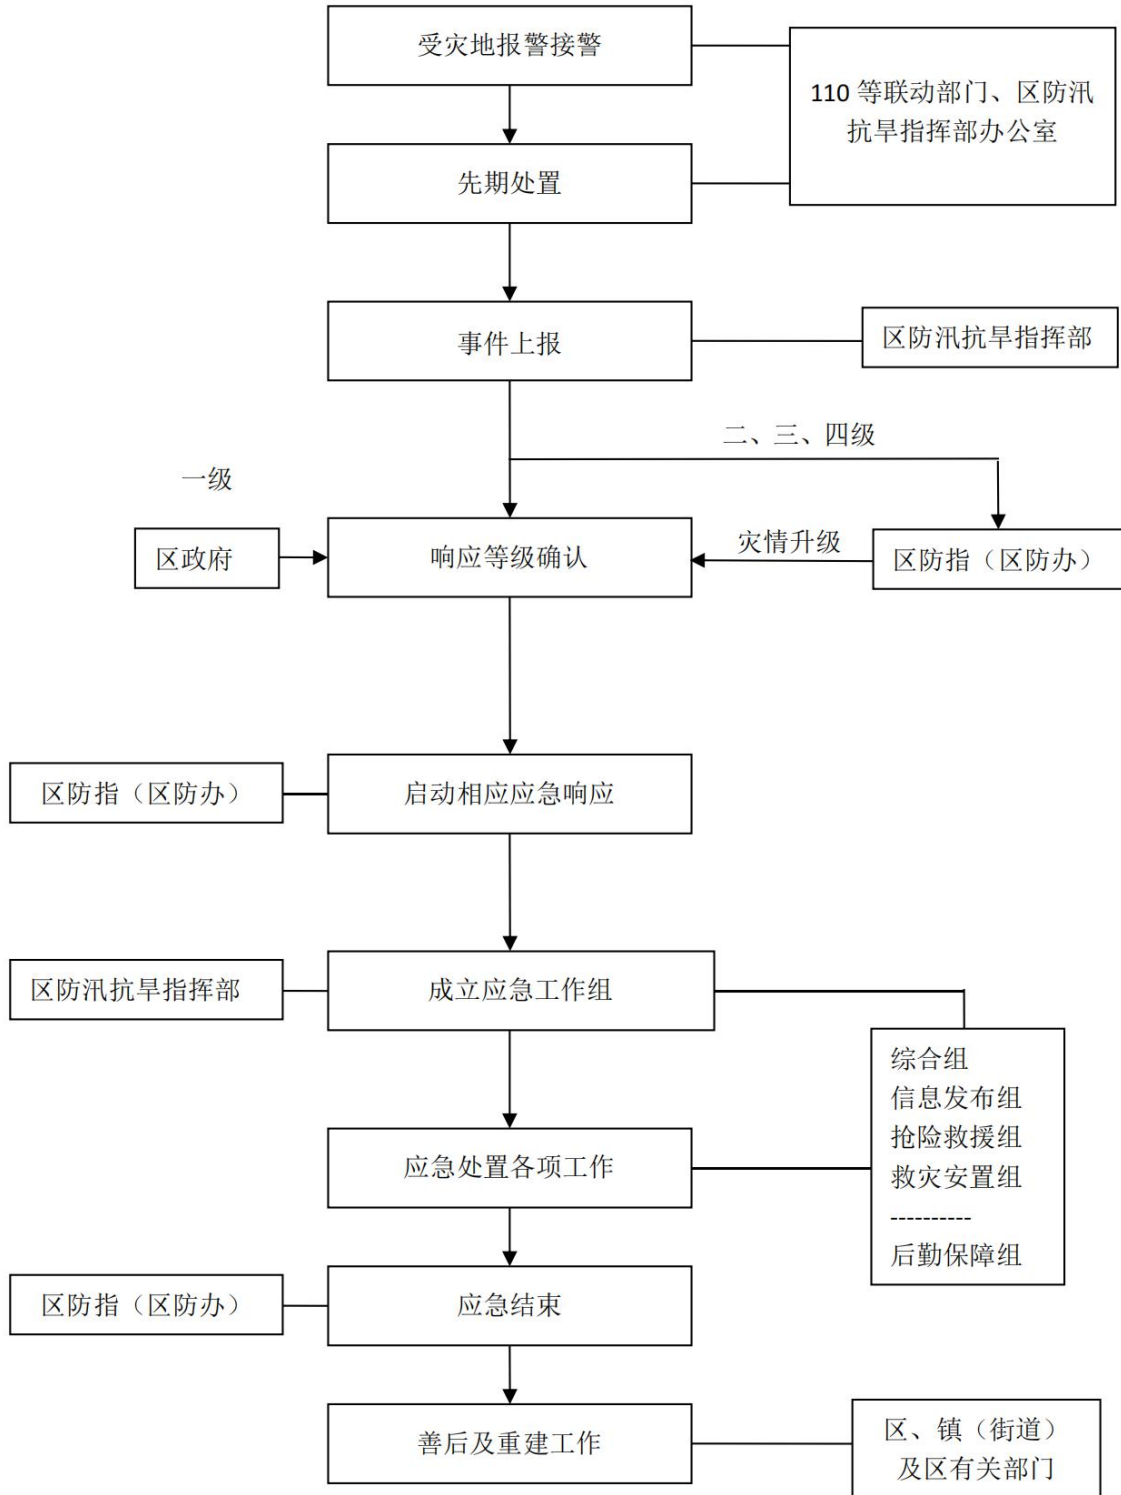 受灾地报警接警
110 等联动部门、区防汛
抗旱指挥部办公室
先期处置
事件上报
区防汛抗旱指挥部
二、三、四级
一级
区政府
响应等级确认
灾情升级
区防指（区防办）
区防指（区防办）
启动相应应急响应
区防汛抗旱指挥部
成立应急工作组
综合组
信息发布组
抢险救援组
救灾安置组
----------
后勤保障组
应急处置各项工作
区防指（区防办）
应急结束
善后及重建工作
区、镇（街道）
及区有关部门